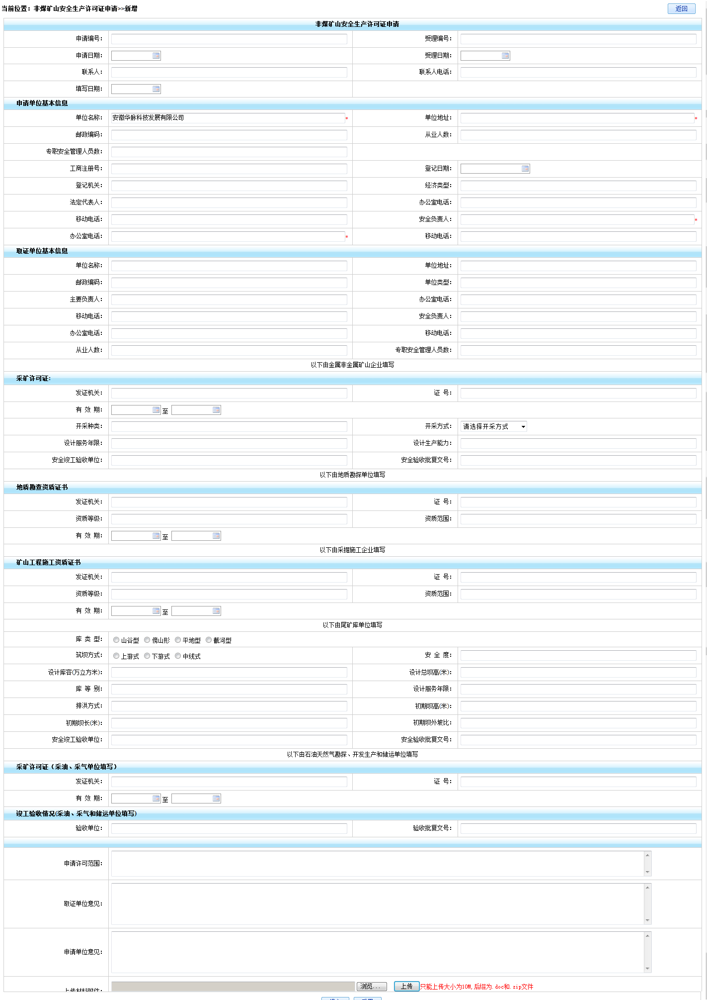 当前位置：非煤矿山安全生产许可证申请>>新增 返回
非煤矿山安全生产许可证申请
申请编号： 受理编号：
申请日期： 受理日期：
联系人： 联系人电话：
填写日期：
申请单位基本信息
单位名称： 安徽华脉科技发展有限公司 * 单位地址： *
邮政编码： 从业人数：
专职安全管理人员数：
工商注册号： 登记日期：
登记机关： 经济类型：
法定代表人： 办公室电话：
移动电话： 安全负责人： *
办公室电话： * 移动电话：
取证单位基本信息
单位名称： 单位地址：
邮政编码： 单位类型：
主要负责人： 办公室电话：
移动电话： 安全负责人：
办公室电话： 移动电话：
从业人数： 专职安全管理人员数：
以下由金属非金属矿山企业填写
采矿许可证:
发证机关： 证 号：
有 效 期： 至
开采种类： 开采方式： 请选择开采方式
设计服务年限： 设计生产能力：
安全竣工验收单位： 安全验收批复文号：
以下由地质勘探单位填写
地质勘查资质证书
发证机关： 证 号：
资质等级： 资质范围：
有 效 期： 至
以下由采掘施工企业填写
矿山工程施工资质证书
发证机关： 证 号：
资质等级： 资质范围：
有 效 期： 至
以下由尾矿库单位填写
库 类 型： 山谷型 傍山形 平地型 截河型
筑坝方式： 上游式 下游式 中线式 安 全 度：
设计库容(万立方米)： 设计总坝高(米)：
库 等 别： 设计服务年限：
排洪方式： 初期坝高(米)：
初期坝长(米)： 初期坝外坡比：
安全竣工验收单位： 安全验收批复文号：
以下由石油天然气勘探、开发生产和储运单位填写
采矿许可证（采油、采气单位填写）
发证机关： 证 号：
有 效 期： 至
竣工验收情况(采油、采气和储运单位填写)
验收单位： 验收批复文号：
申请许可范围：
取证单位意见：
申请单位意见：
上传材料附件： 浏览... 上传 只能上传大小为10M,后缀为.doc和.zip文件